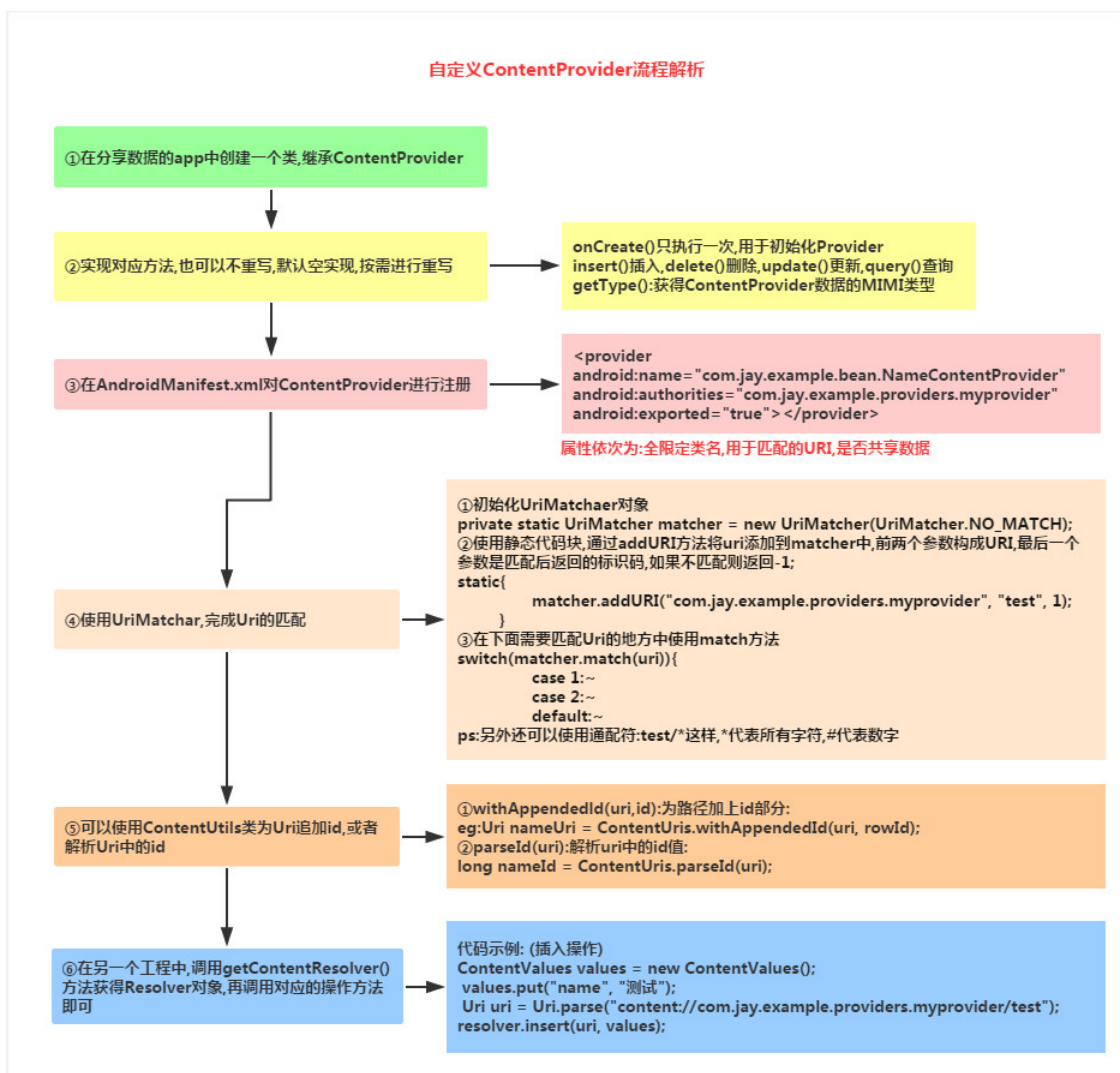 自定义ContentProvider流程解析
①在分享数据的app中创建一个类,继承ContentProvider
②实现对应方法,也可以不重写,默认空实现,按需进行重写
onCreate()只执行一次,用于初始化Provider
insert()插入,delete()删除,update()更新,query()查询
getType():获得ContentProvider数据的MIMI类型
③在AndroidManifest.xml对ContentProvider进行注册
<provider
android:name="com.jay.example.bean.NameContentProvider"
android:authorities="com.jay.example.providers.myprovider"
android:exported="true"></provider>
属性依次为:全限定类名,用于匹配的URI,是否共享数据
④使用UriMatchar,完成Uri的匹配
①初始化UriMatchaer对象
private static UriMatcher matcher = new UriMatcher(UriMatcher.NO_MATCH);
②使用静态代码块,通过addURI方法将uri添加到matcher中,前两个参数构成URI,最后一个
参数是匹配后返回的标识码,如果不匹配则返回-1;
static{
matcher.addURI("com.jay.example.providers.myprovider", "test", 1);
}
③在下面需要匹配Uri的地方中使用match方法
switch(matcher.match(uri)){
case 1:~
case 2:~
default:~
ps:另外还可以使用通配符:test/*这样,*代表所有字符,#代表数字
⑤可以使用ContentUtils类为Uri追加id,或者
解析Uri中的id
①withAppendedId(uri,id):为路径加上id部分:
eg:Uri nameUri = ContentUris.withAppendedId(uri, rowId);
②parseId(uri):解析uri中的id值:
long nameId = ContentUris.parseId(uri);
⑥在另一个工程中,调用getContentResolver()
方法获得Resolver对象,再调用对应的操作方法
即可
代码示例: (插入操作)
ContentValues values = new ContentValues();
values.put("name", "测试");
Uri uri = Uri.parse("content://com.jay.example.providers.myprovider/test");
resolver.insert(uri, values);